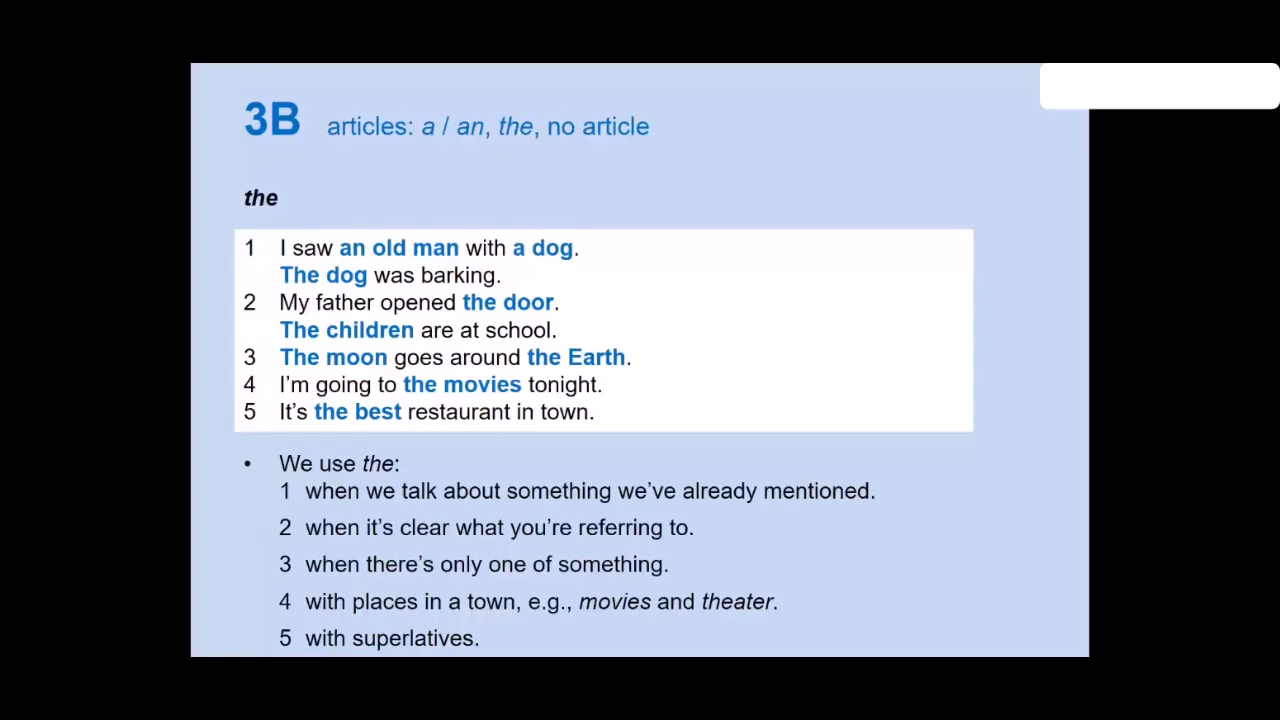 3B articles: a / an, the, no article
the
1 I saw an old man with a dog.
The dog was barking.
2 My father opened the door.
The children are at school.
3 The moon goes around the Earth.
4 I’m going to the movies tonight.
5 It’s the best restaurant in town.
• We use the:
1 when we talk about something we’ve already mentioned.
2 when it’s clear what you’re referring to.
3 when there’s only one of something.
4 with places in a town, e.g., movies and theater.
5 with superlatives.